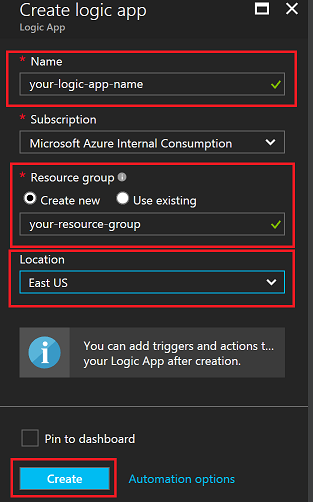 Create logic app
Logic App
* Name
your-logic-app-name
* Subscription
Microsoft Azure Internal Consumption
* Resource group
Create new Use existing
your-resource-group
Location
East US
You can add triggers and actions t...
your Logic App after creation.
Pin to dashboard
Create Automation options